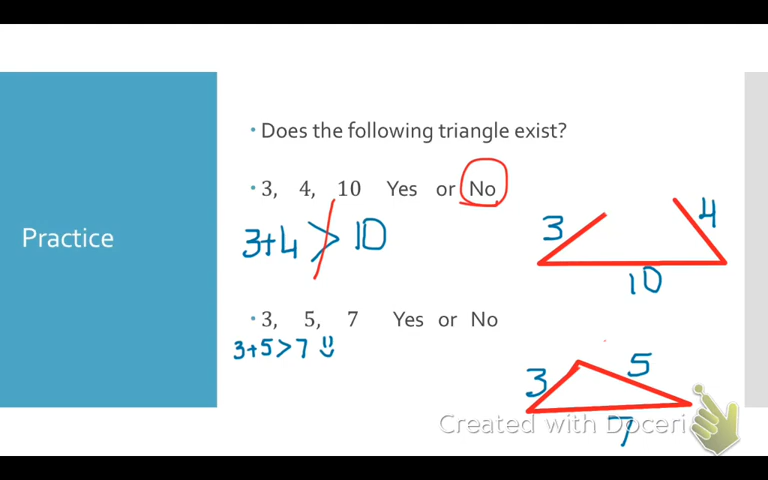 Practice
• Does the following triangle exist?
• 3, 4, 10 Yes or No
3+4 > 10
3
4
10
• 3, 5, 7 Yes or No
3+5>7
3
5
7
Created with Doceri